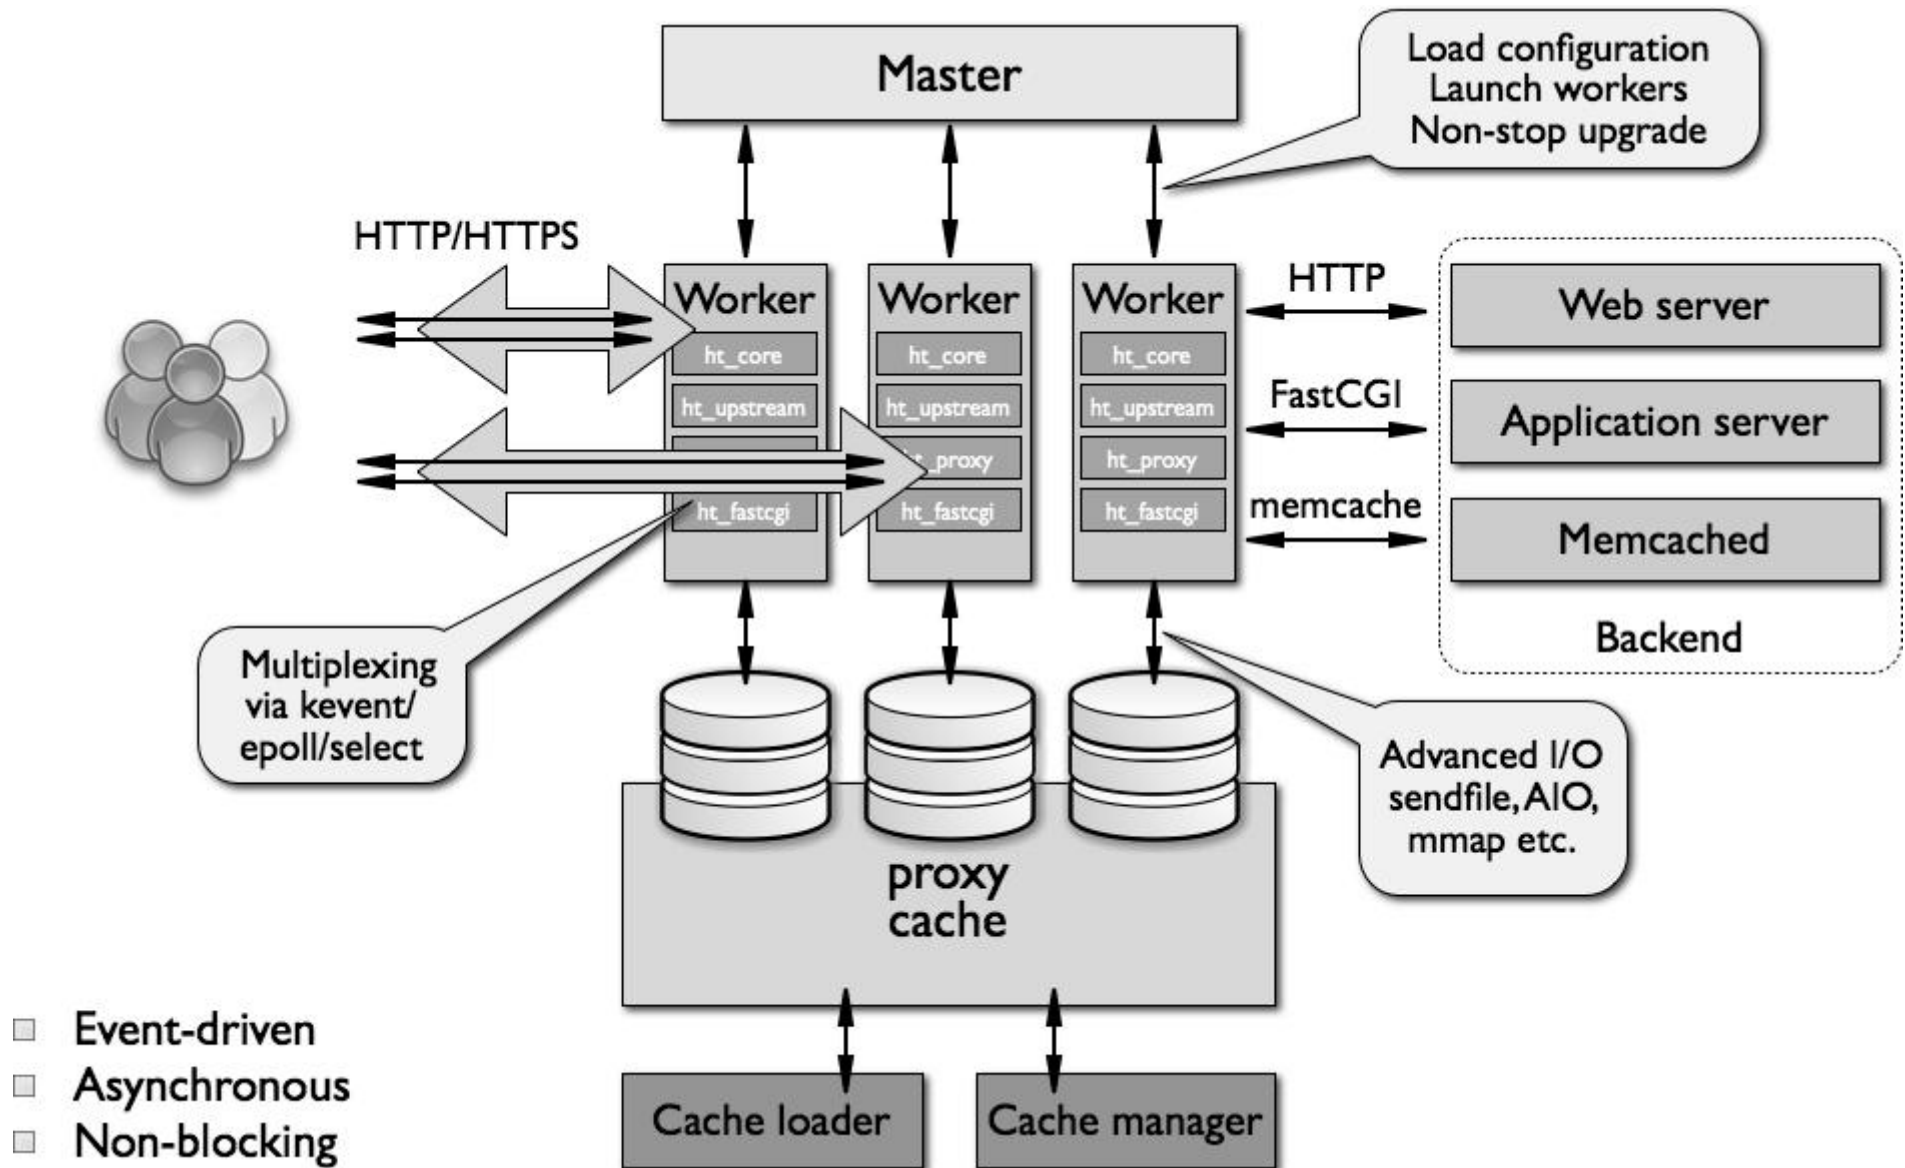 Master
Load configuration
Launch workers
Non-stop upgrade
HTTP/HTTPS
Worker
ht_core
ht_upstream
ht_fastcgi
Worker
ht_core
ht_upstream
ht_proxy
ht_fastcgi
Worker
ht_core
ht_upstream
ht_proxy
ht_fastcgi
HTTP
FastCGI
memcache
Web server
Application server
Memcached
Backend
Multiplexing
via kevent/
epoll/select
Advanced I/O
sendfile, AIO,
mmap etc.
proxy
cache
Cache loader
Cache manager
Event-driven
Asynchronous
Non-blocking